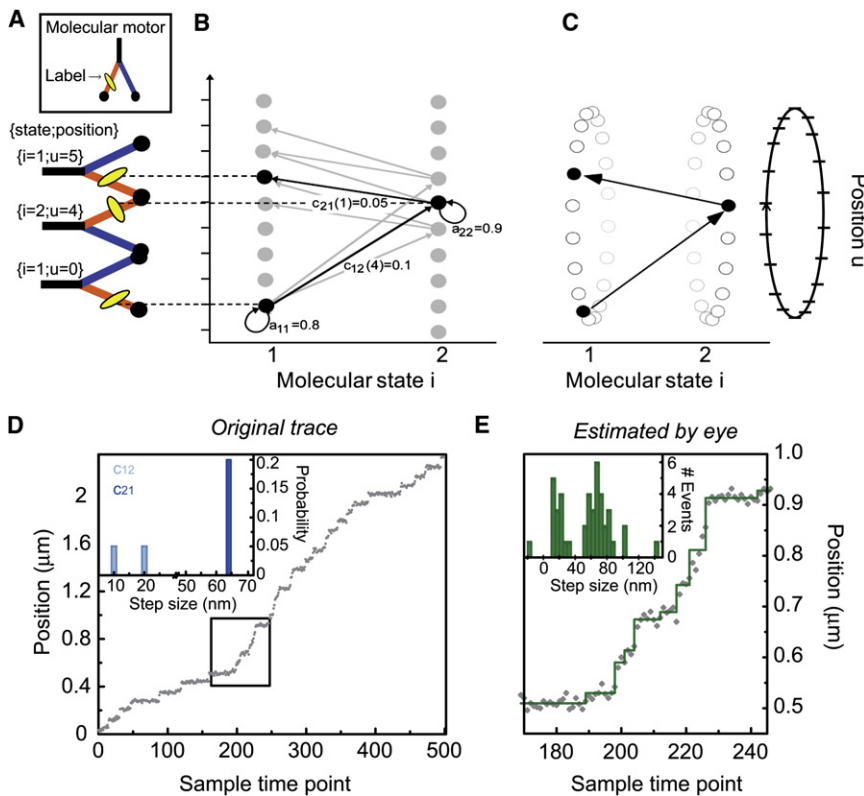 A
Molecular motor
Label→
{state;position}
{i=1;u=5}
{i=2;u=4}
{i=1;u=0}
B
c21(1)=0.05
a22=0.9
c12(4)=0.1
a11=0.8
1
2
Molecular state i
C
Position u
1
2
Molecular state i
D
Original trace
C12
C21
0.2
0.15
0.1
0.05
0
Probability
10
20
50
60
70
Step size (nm)
2
1.6
1.2
0.8
0.4
0
Position (µm)
0
100
200
300
400
500
Sample time point
E
Estimated by eye
6
4
2
0
# Events
0
40
80
120
Step size (nm)
1.0
0.9
0.8
0.7
0.6
0.5
Position (µm)
180
200
220
240
Sample time point